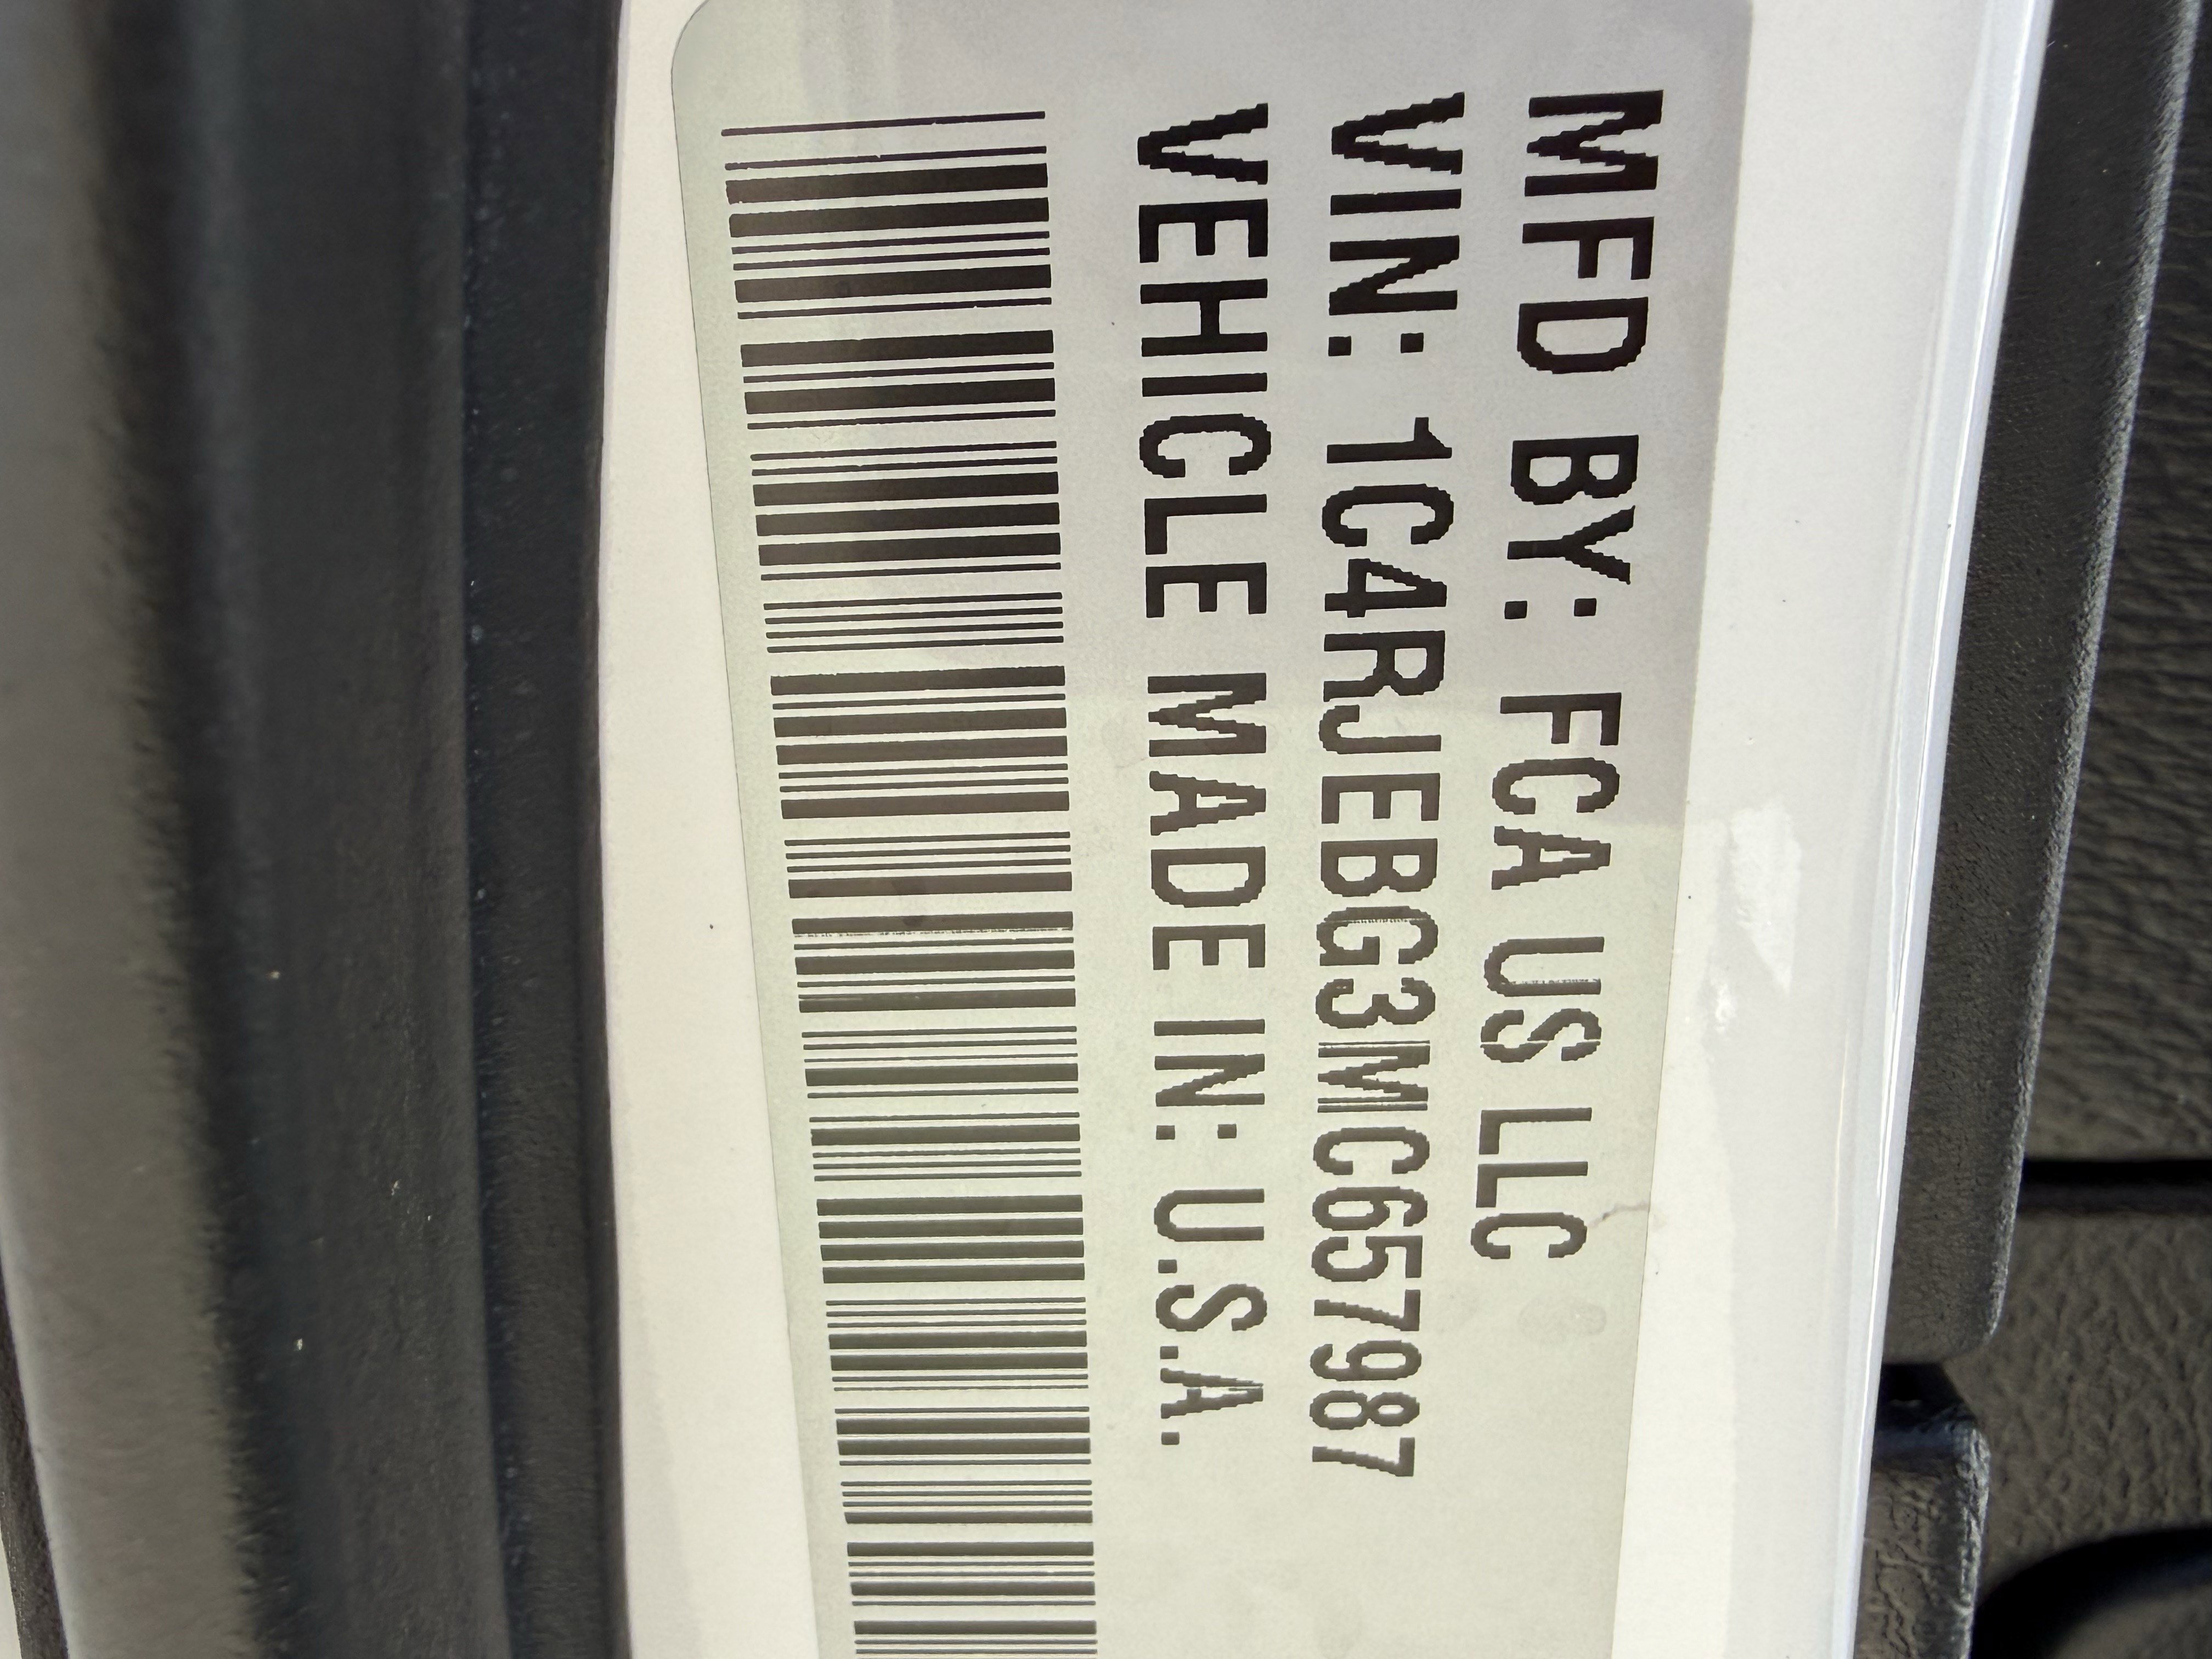 MFD BY: FCA US LLC
VIN: 1C4RJEBG3MC657987
VEHICLE MADE IN: U.S.A.